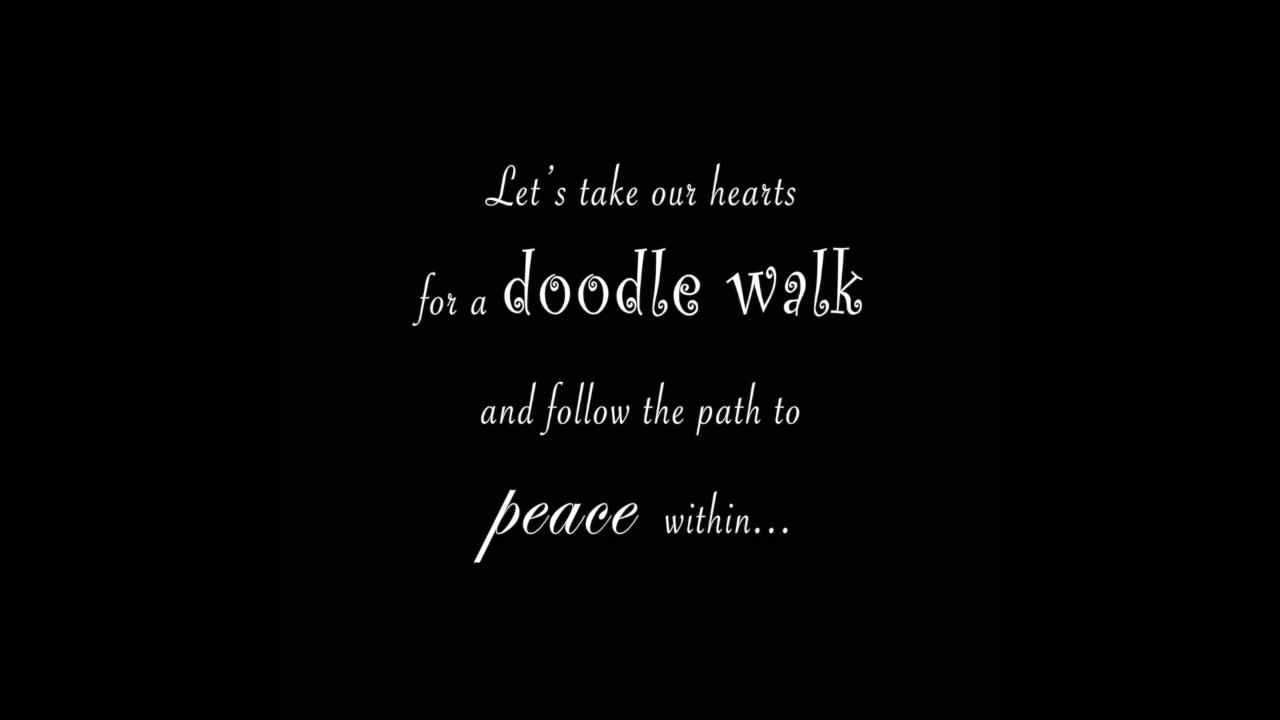 Let's take our hearts
for a doodle walk
and follow the path to
peace within...